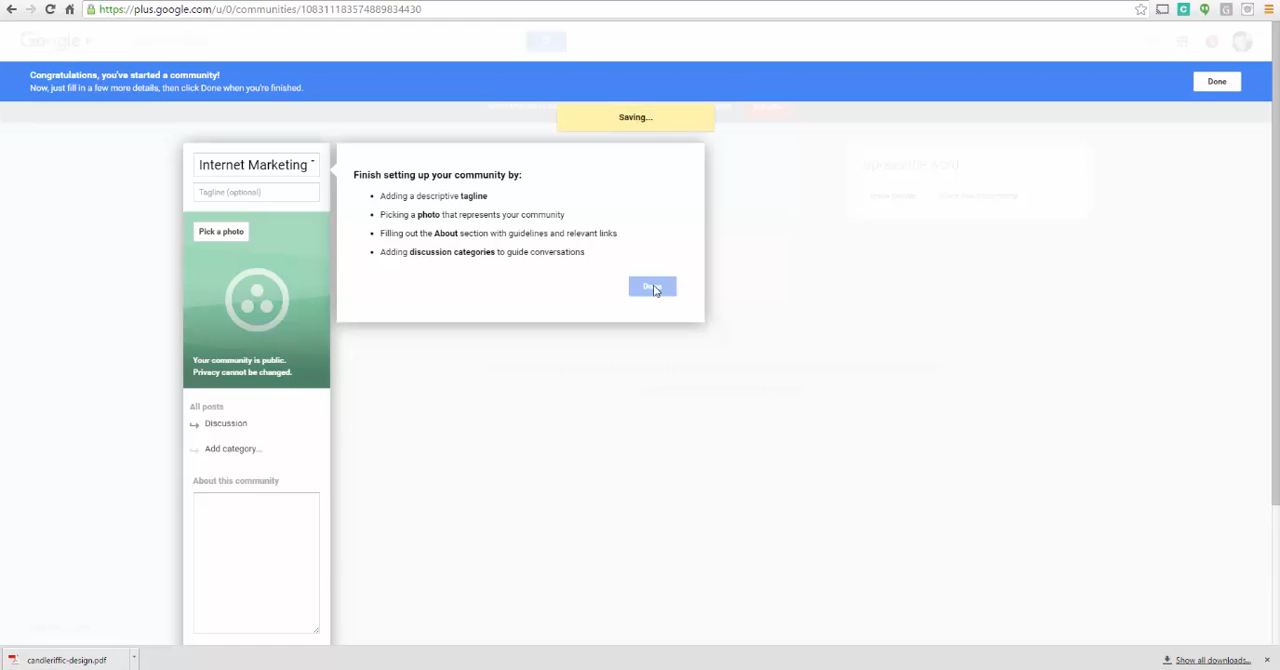 https://plus.google.com/u/0/communities/108311183574889834430
Google+
Congratulations, you've started a community!
Now, just fill in a few more details, then click Done when you're finished.
Done
Saving...
Internet Marketing
Tagline (optional)
Pick a photo
Your community is public.
Privacy cannot be changed.
Finish setting up your community by:
• Adding a descriptive tagline
• Picking a photo that represents your community
• Filling out the About section with guidelines and relevant links
• Adding discussion categories to guide conversations
All posts
Discussion
Add category...
About this community
candleriffic-design.pdf
Show all downloads...